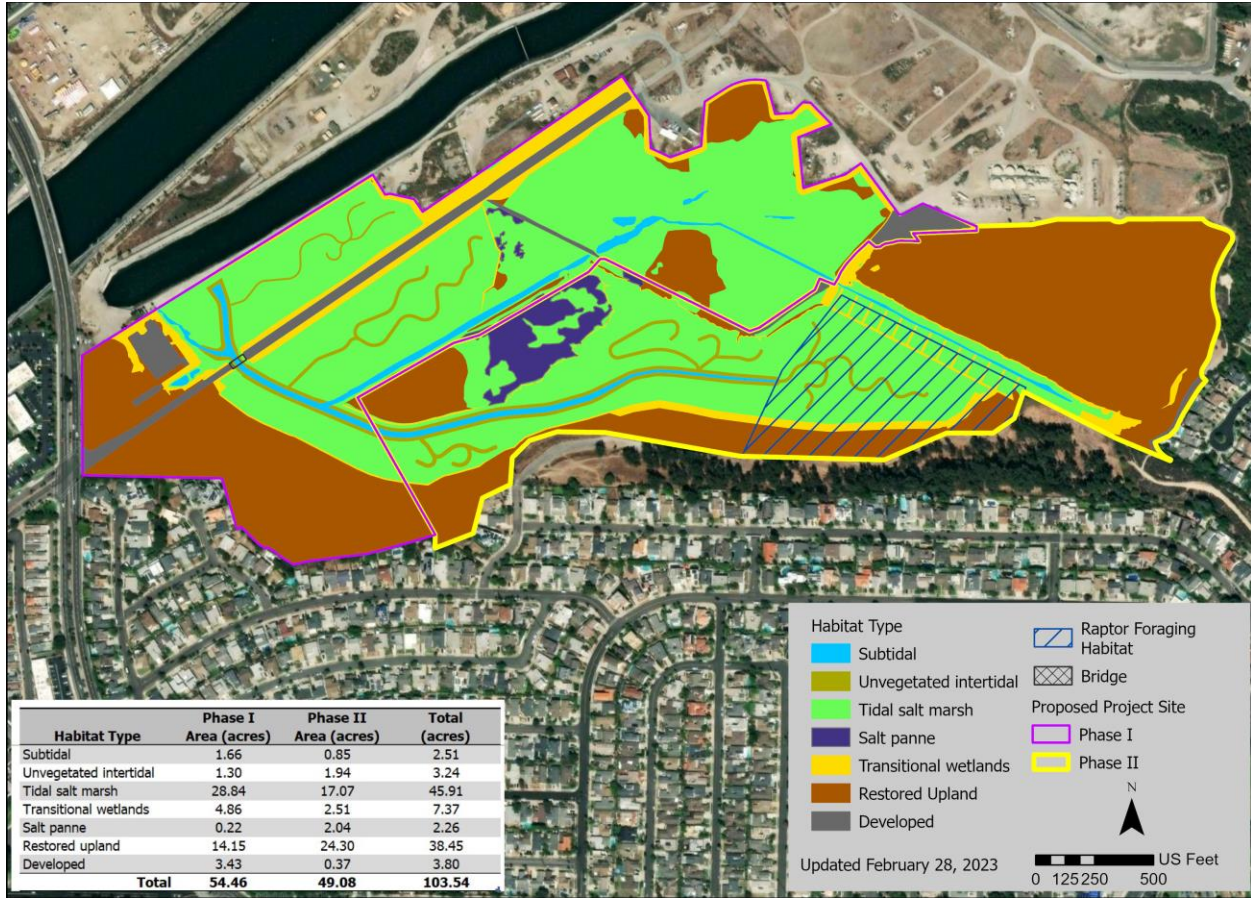 Habitat Type
Subtidal
Unvegetated intertidal
Tidal salt marsh
Salt panne
Transitional wetlands
Restored Upland
Developed
Raptor Foraging
Habitat
Bridge
Proposed Project Site
Phase I
Phase II
N
US Feet
0 125 250 500
Updated February 28, 2023
Habitat Type Phase I Area (acres) Phase II Area (acres) Total (acres)
Subtidal 1.66 0.85 2.51
Unvegetated intertidal 1.30 1.94 3.24
Tidal salt marsh 28.84 17.07 45.91
Transitional wetlands 4.86 2.51 7.37
Salt panne 0.22 2.04 2.26
Restored upland 14.15 24.30 38.45
Developed 3.43 0.37 3.80
Total 54.46 49.08 103.54